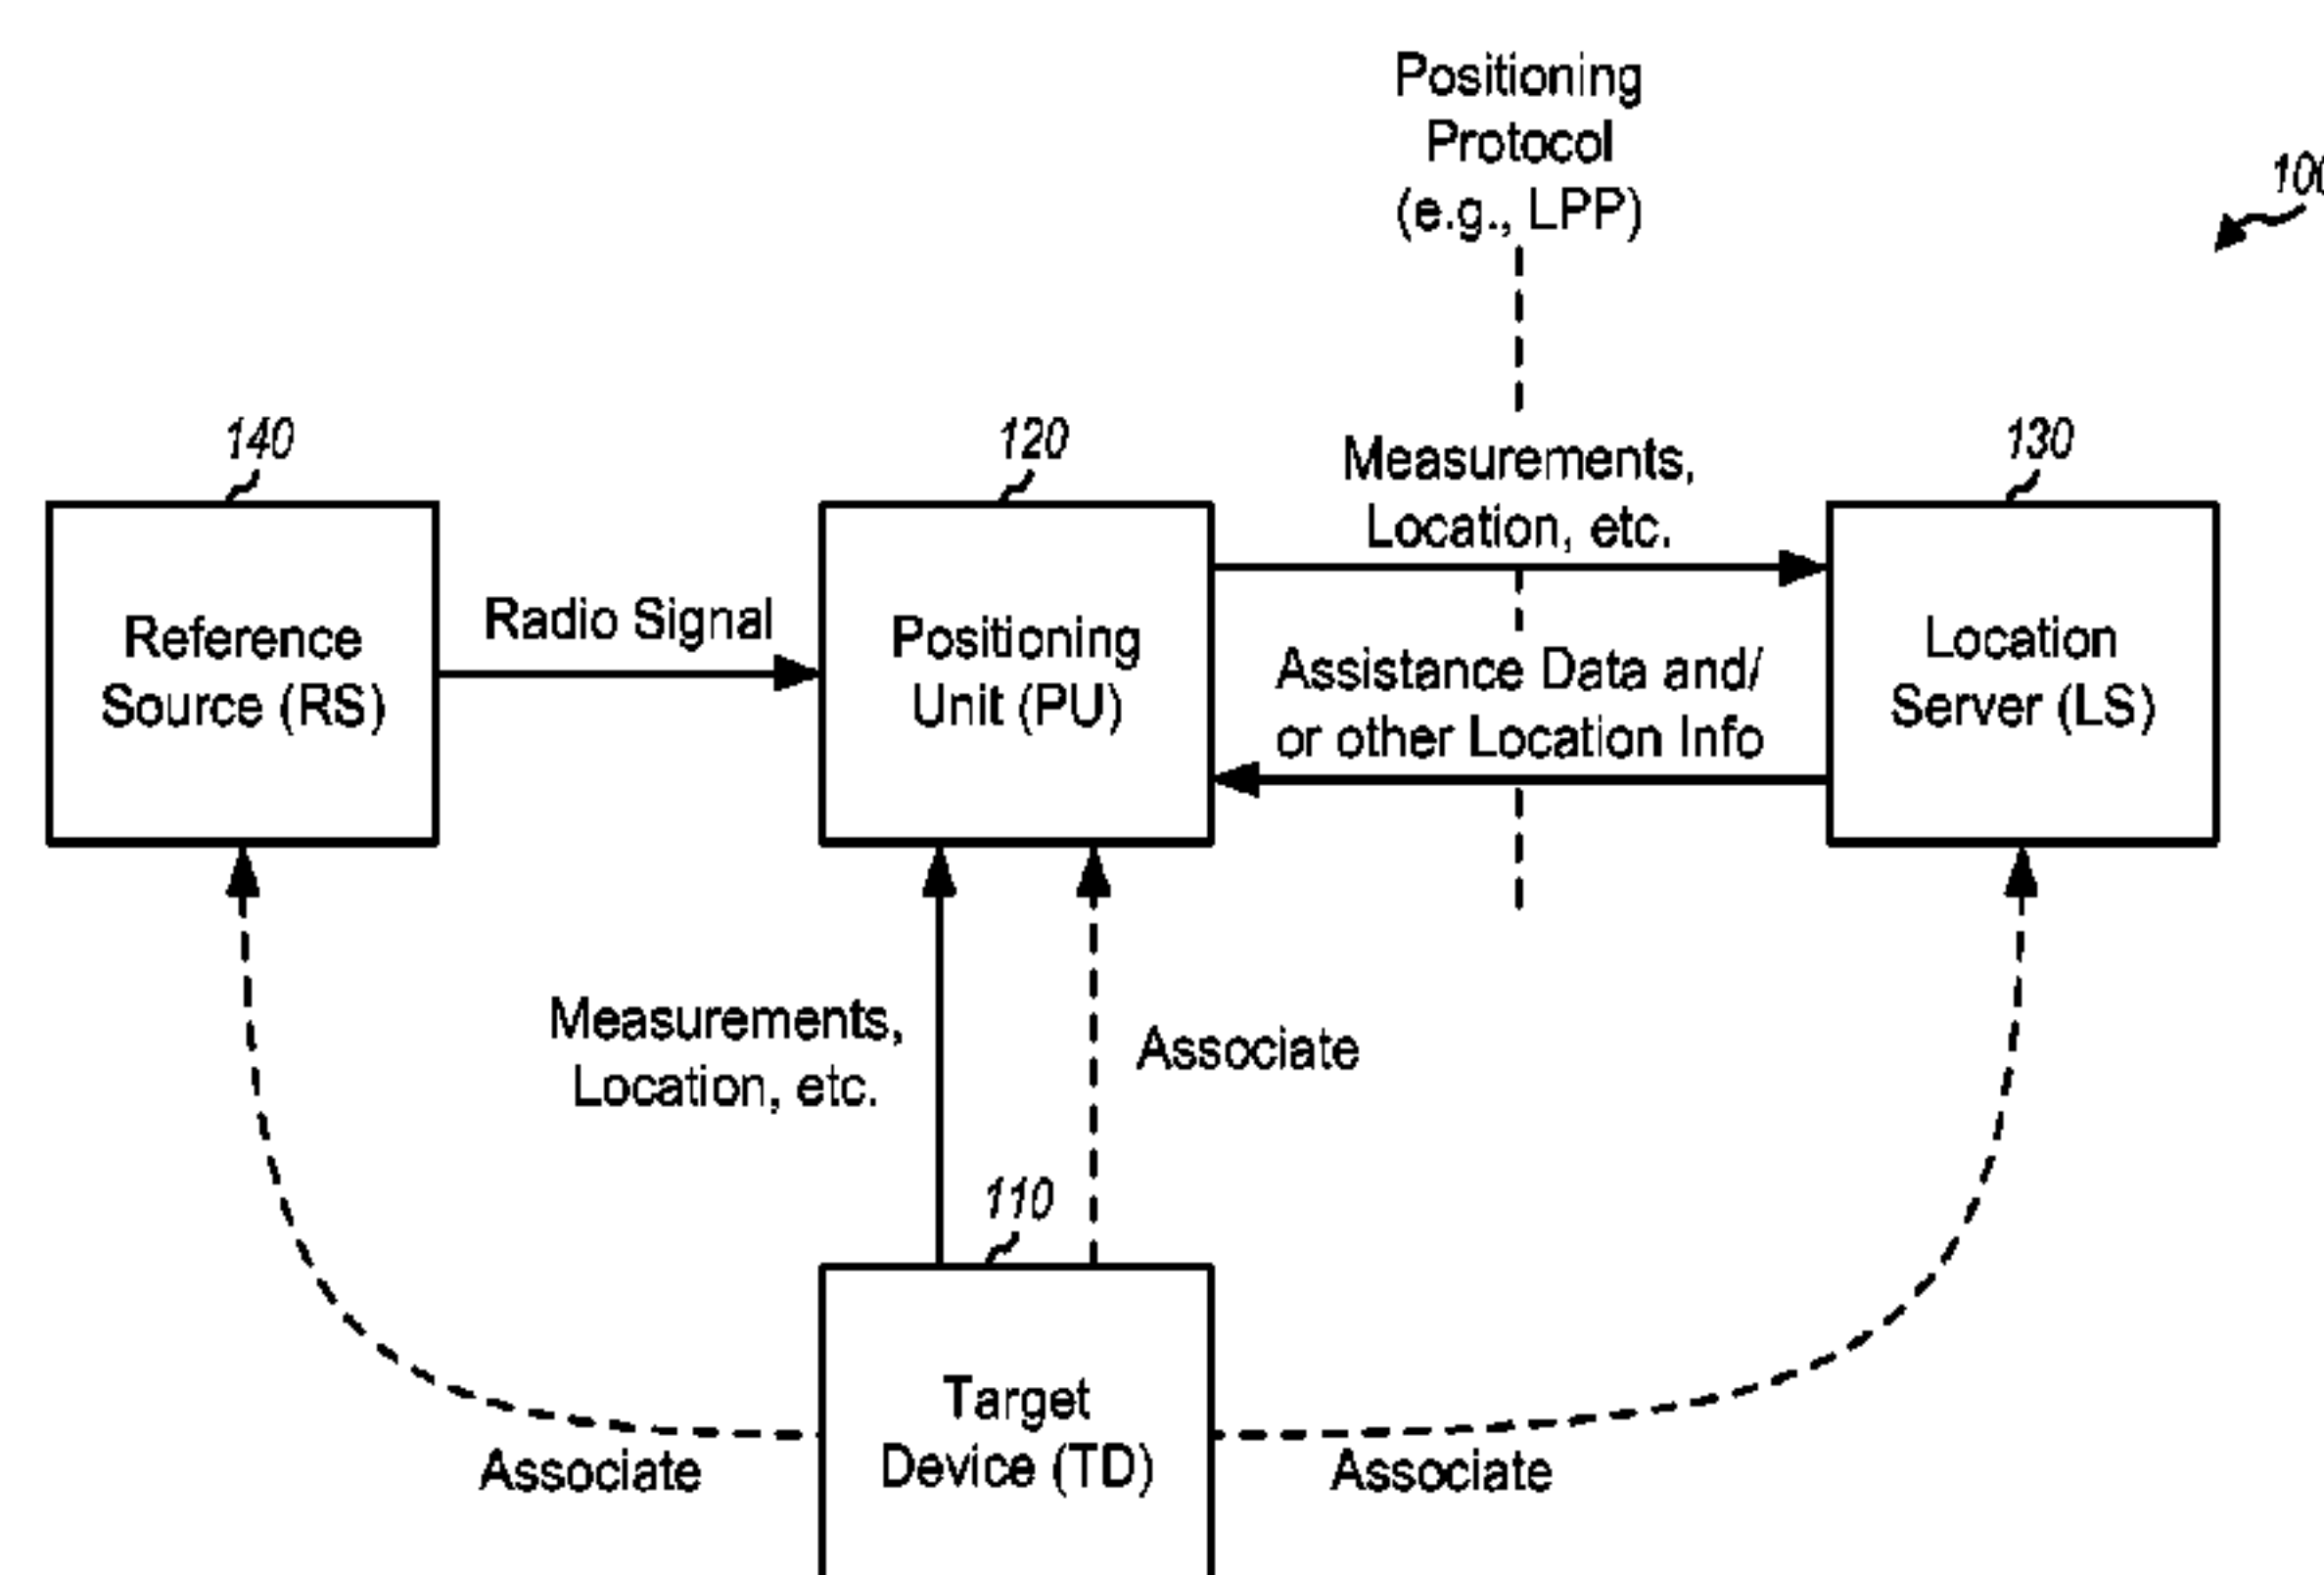 Positioning
Protocol
(e.g., LPP)
140
120
Measurements,
Location, etc.
130
Reference
Source (RS)
Radio Signal
Positioning
Unit (PU)
Assistance Data and/
or other Location Info
Location
Server (LS)
Measurements,
Location, etc.
Associate
110
Target
Device (TD)
Associate
Associate